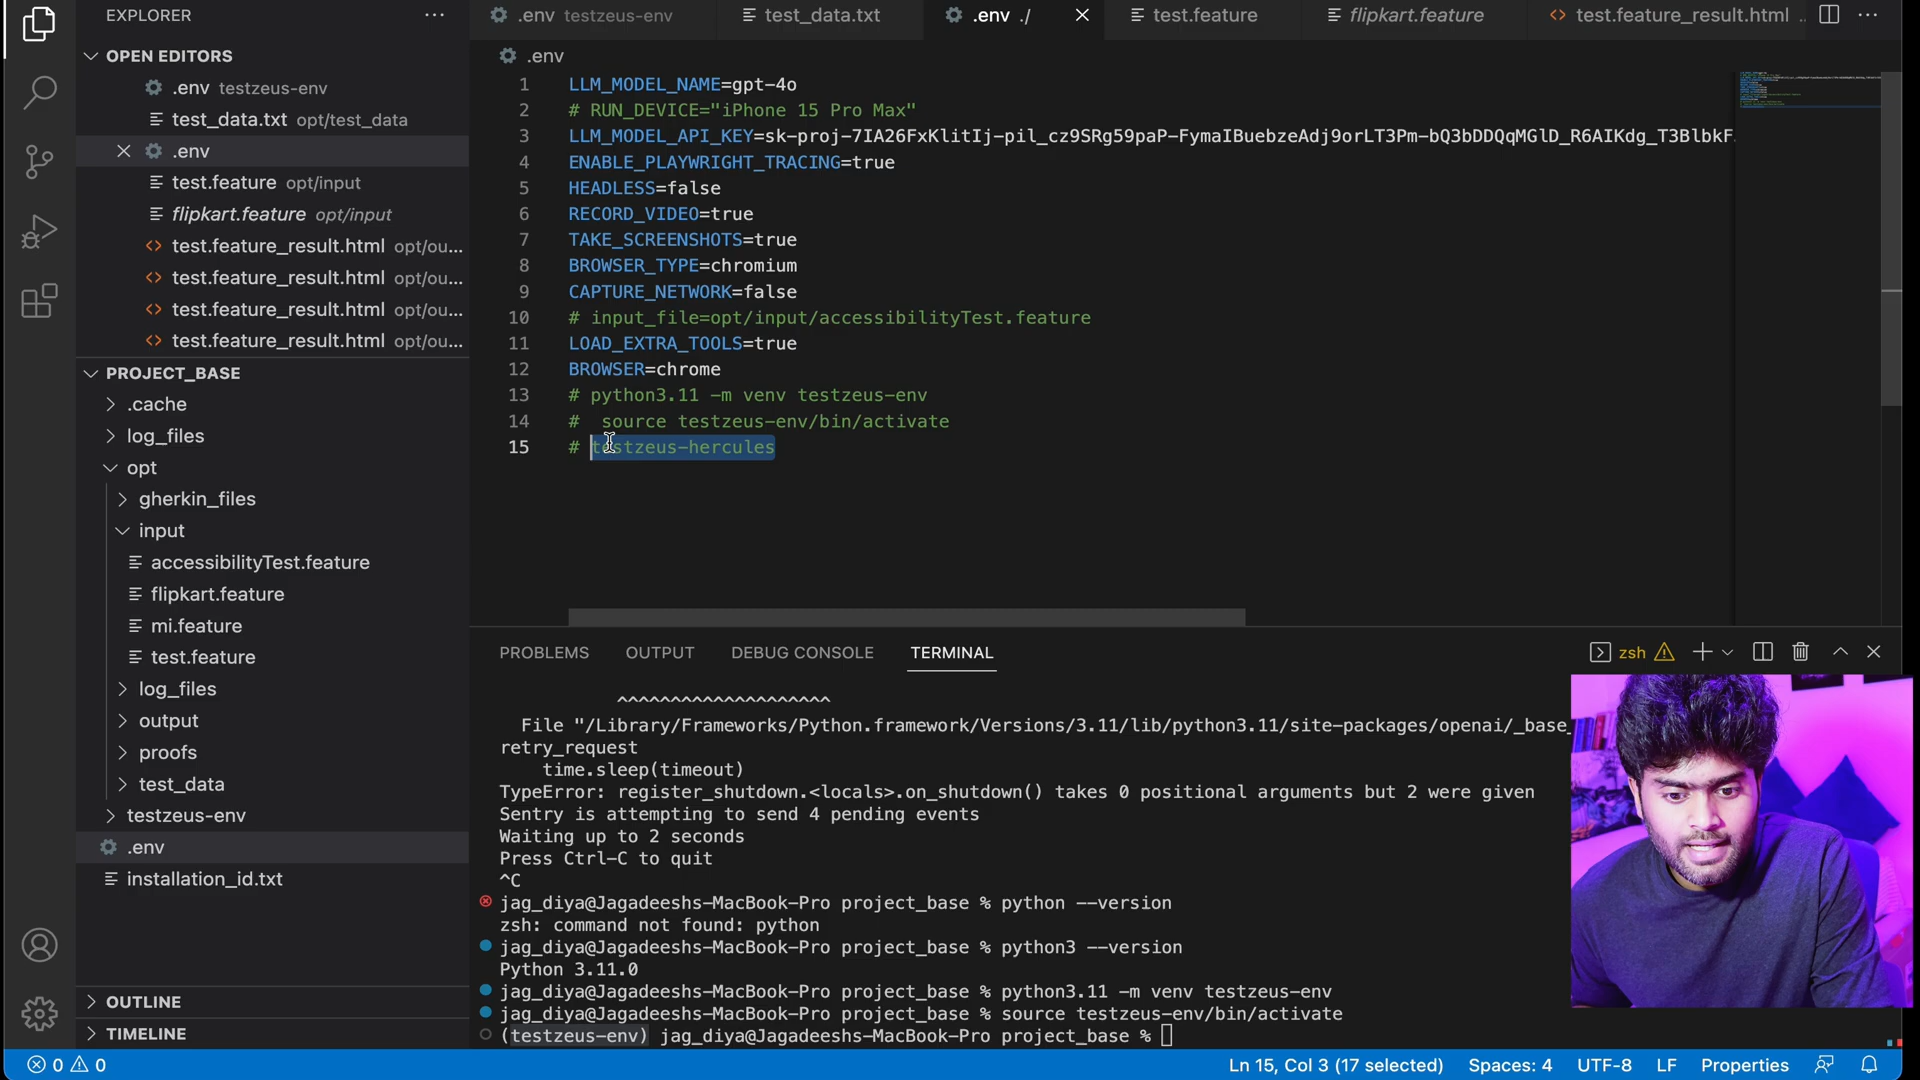 EXPLORER
OPEN EDITORS
.env testzeus-env
test_data.txt opt/test_data
.env
test.feature opt/input
flipkart.feature opt/input
test.feature_result.html opt/ou...
test.feature_result.html opt/ou...
test.feature_result.html opt/ou...
test.feature_result.html opt/ou...
PROJECT_BASE
.cache
log_files
opt
gherkin_files
input
accessibilityTest.feature
flipkart.feature
mi.feature
test.feature
log_files
output
proofs
test_data
testzeus-env
.env
installation_id.txt
OUTLINE
TIMELINE
.env testzeus-env
test_data.txt
.env ./
test.feature
flipkart.feature
test.feature_result.html
.env
1 LLM_MODEL_NAME=gpt-4o
2 # RUN_DEVICE="iPhone 15 Pro Max"
3 LLM_MODEL_API_KEY=
4 ENABLE_PLAYWRIGHT_TRACING=true
5 HEADLESS=false
6 RECORD_VIDEO=true
7 TAKE_SCREENSHOTS=true
8 BROWSER_TYPE=chromium
9 CAPTURE_NETWORK=false
10 # input_file=opt/input/accessibilityTest.feature
11 LOAD_EXTRA_TOOLS=true
12 BROWSER=chrome
13 # python3.11 -m venv testzeus-env
14 #  source testzeus-env/bin/activate
15 # testzeus-hercules
PROBLEMS OUTPUT DEBUG CONSOLE TERMINAL
zsh
^^^^^^^^^^^^^^^^^^^^
File "/Library/Frameworks/Python.framework/Versions/3.11/lib/python3.11/site-packages/openai/_base_
retry_request
time.sleep(timeout)
TypeError: register_shutdown.<locals>.on_shutdown() takes 0 positional arguments but 2 were given
Sentry is attempting to send 4 pending events
Waiting up to 2 seconds
Press Ctrl-C to quit
^C
jag_diya@Jagadeeshs-MacBook-Pro project_base % python --version
zsh: command not found: python
jag_diya@Jagadeeshs-MacBook-Pro project_base % python3 --version
Python 3.11.0
jag_diya@Jagadeeshs-MacBook-Pro project_base % python3.11 -m venv testzeus-env
jag_diya@Jagadeeshs-MacBook-Pro project_base % source testzeus-env/bin/activate
(testzeus-env) jag_diya@Jagadeeshs-MacBook-Pro project_base %
0 0
Ln 15, Col 3 (17 selected)
Spaces: 4
UTF-8
LF
Properties